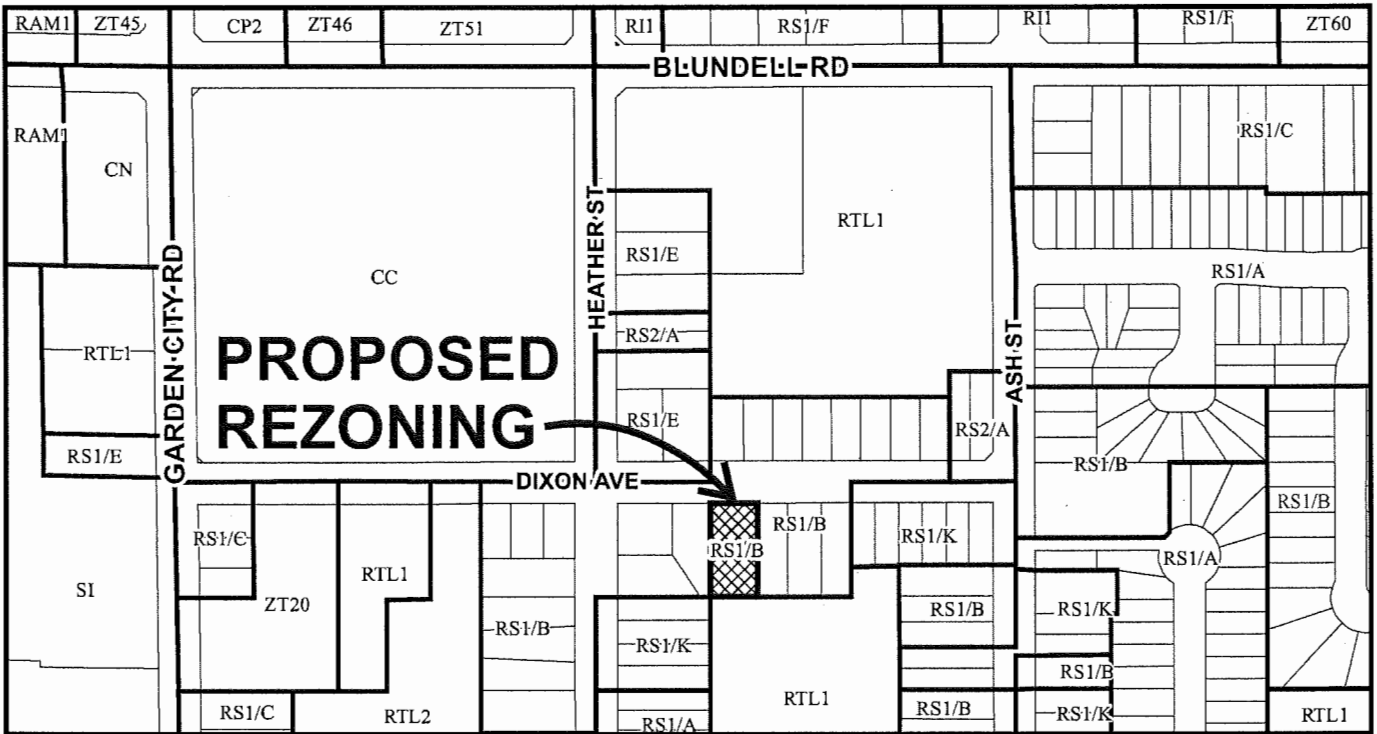 RAM1 ZT45 CP2 ZT46 ZT51 RI1 RS1/F RI1 RS1/F ZT60
BLUNDELL RD
RAM1 CN RS1/C
HEATHER ST
RTL1
RS1/E
RS1/A
CC
GARDEN CITY RD
RS2/A
ASH ST
RTL1
PROPOSED
REZONING
RS1/E
RS2/A
RS1/E
RS1/B
DIXON AVE
RS1/B
RS1/C
RS1/B
RS1/B
RS1/K
RS1/A
SI
ZT20
RTL1
RS1/B
RS1/K
RS1/B
RS1/K
RS1/B
RS1/C
RTL2
RS1/A
RTL1
RS1/B
RS1/K
RTL1